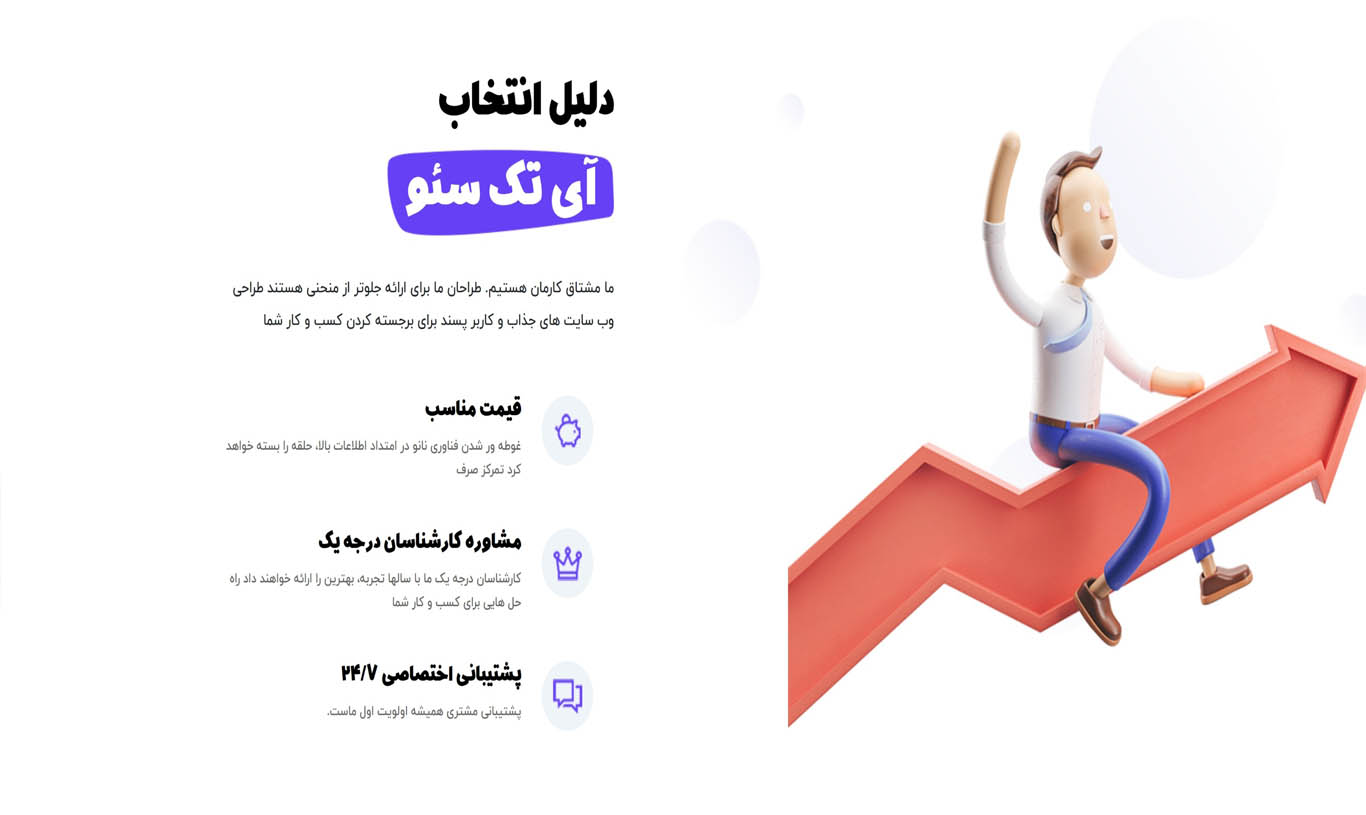 دلیل انتخاب
آی تک سئو
ما مشتاق کارمان هستیم. طراحان ما برای ارائه جلوتر از منحنی هستند طراحی
وب سایت های جذاب و کاربر پسند برای برجسته کردن کسب و کار شما
قیمت مناسب
غوطه ور شدن فناوری نانو در امتداد اطلاعات بالا، حلقه را بسته خواهد
کرد تمرکز صرف
مشاوره کارشناسان درجه یک
کارشناسان درجه یک ما با سالها تجربه، بهترین را ارائه خواهند داد راه
حل هایی برای کسب و کار شما
پشتیبانی اختصاصی ۲۴/۷
پشتیبانی مشتری همیشه اولویت اول ماست.